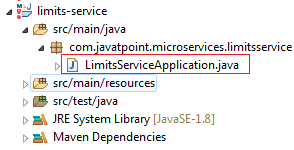 limits-service
src/main/java
com.javatpoint.microservices.limitsservice
LimitsServiceApplication.java
src/main/resources
src/test/java
JRE System Library [JavaSE-1.8]
Maven Dependencies